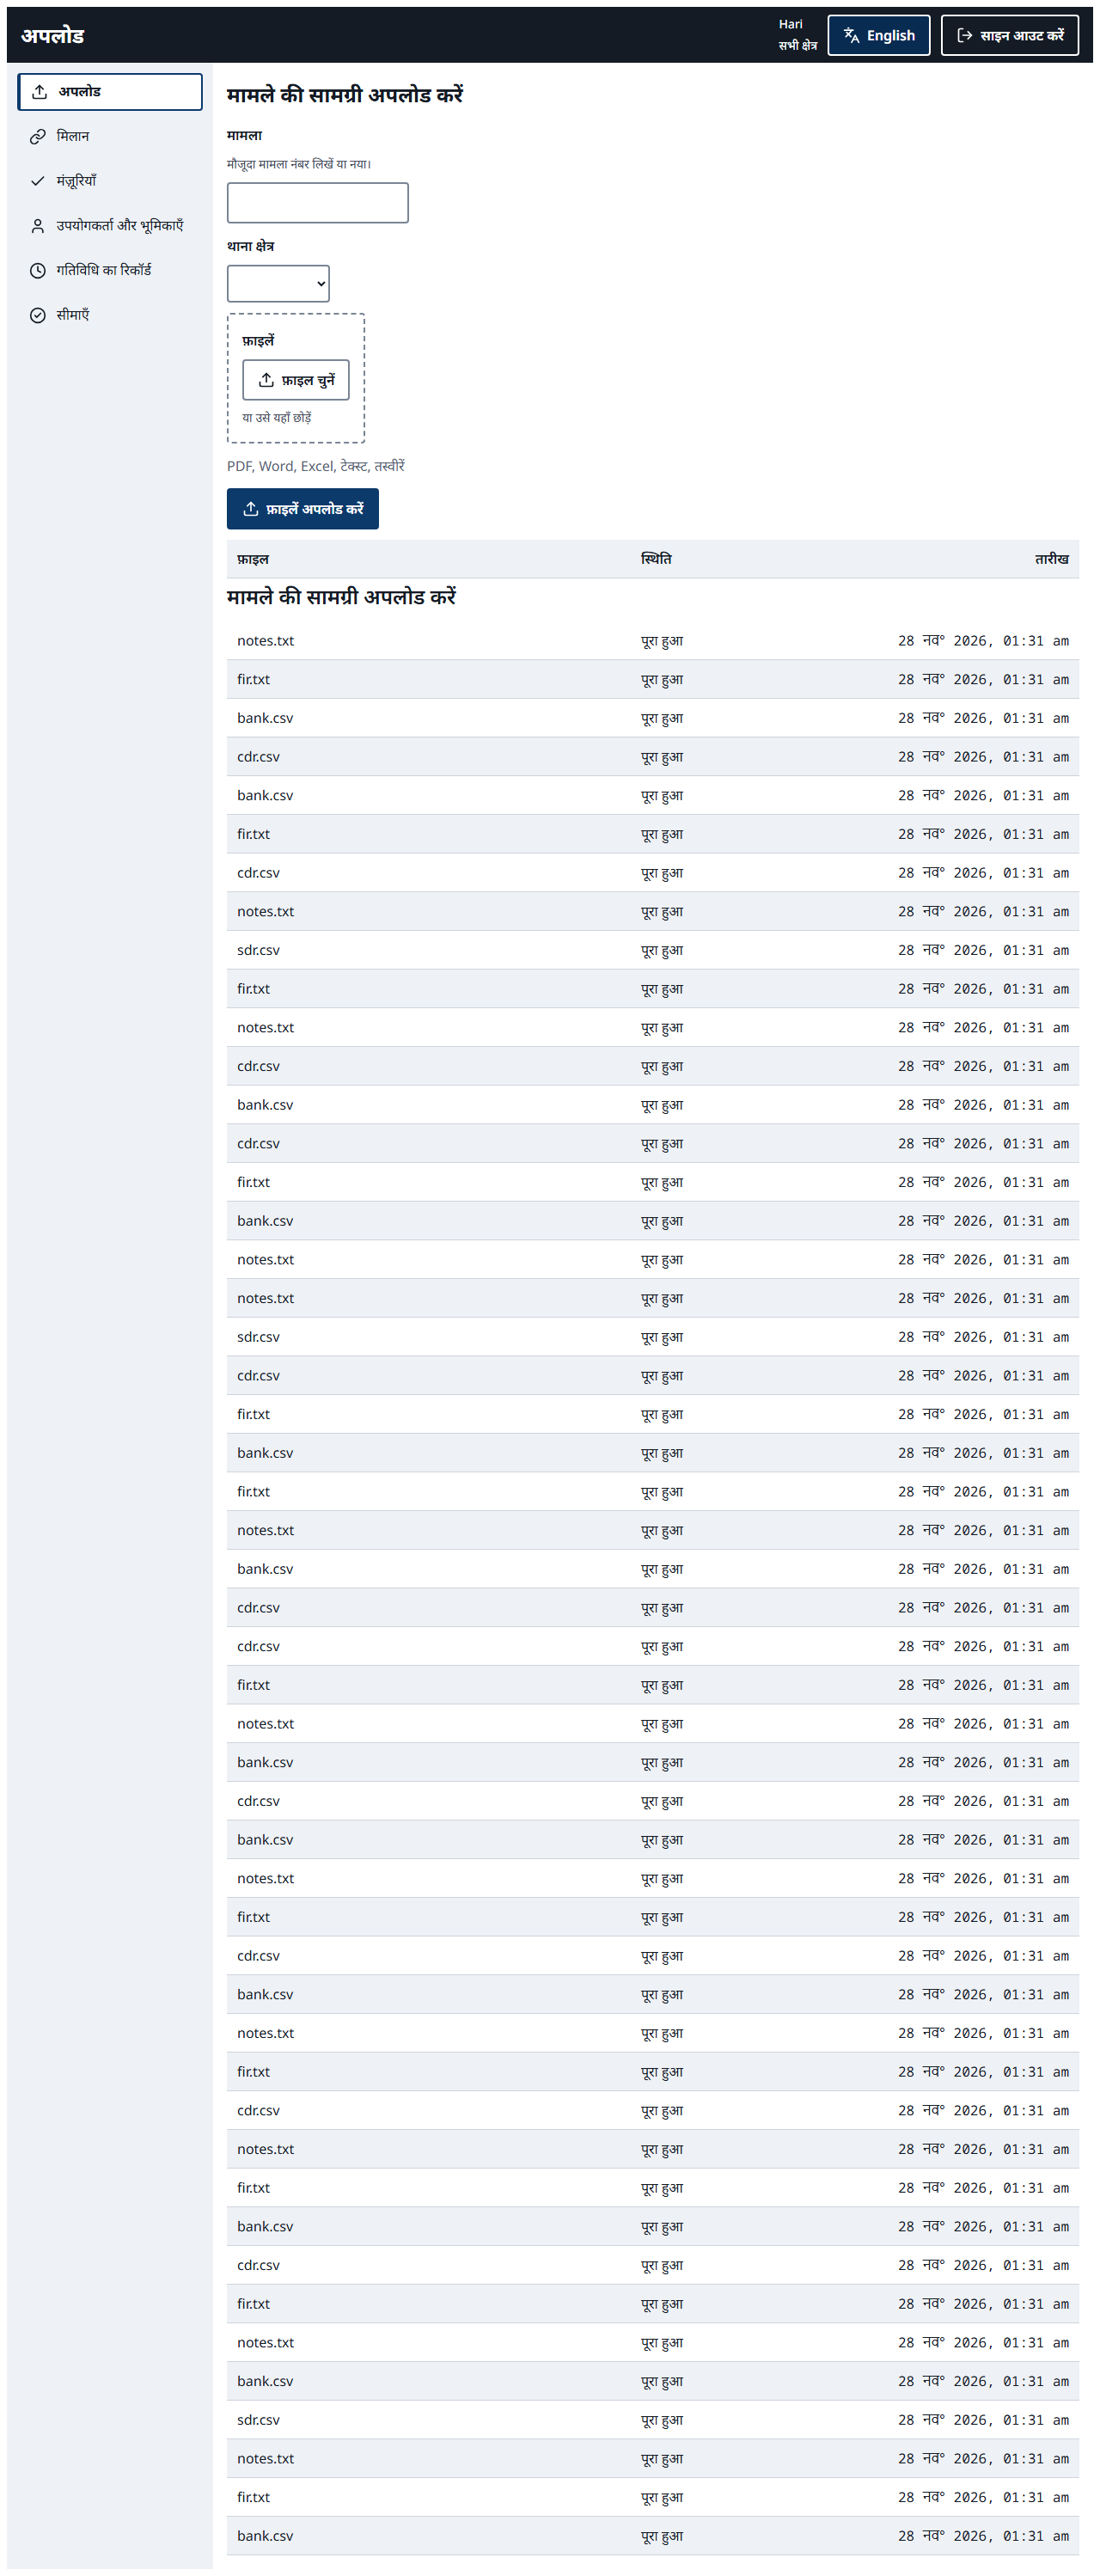 अपलोड
Hari
सभी क्षेत्र
English
साइन आउट करें
अपलोड
मिलान
मंज़ूरियाँ
उपयोगकर्ता और भूमिकाएँ
गतिविधि का रिकॉर्ड
सीमाएँ
मामले की सामग्री अपलोड करें
मामला
मौजूदा मामला नंबर लिखें या नया।
थाना क्षेत्र
फ़ाइलें
फ़ाइल चुनें
या उसे यहाँ छोड़ें
PDF, Word, Excel, टेक्स्ट, तस्वीरें
फ़ाइलें अपलोड करें
फ़ाइल स्थिति तारीख
मामले की सामग्री अपलोड करें
notes.txt पूरा हुआ 28 नव॰ 2026, 01:31 am
fir.txt पूरा हुआ 28 नव॰ 2026, 01:31 am
bank.csv पूरा हुआ 28 नव॰ 2026, 01:31 am
cdr.csv पूरा हुआ 28 नव॰ 2026, 01:31 am
bank.csv पूरा हुआ 28 नव॰ 2026, 01:31 am
fir.txt पूरा हुआ 28 नव॰ 2026, 01:31 am
cdr.csv पूरा हुआ 28 नव॰ 2026, 01:31 am
notes.txt पूरा हुआ 28 नव॰ 2026, 01:31 am
sdr.csv पूरा हुआ 28 नव॰ 2026, 01:31 am
fir.txt पूरा हुआ 28 नव॰ 2026, 01:31 am
notes.txt पूरा हुआ 28 नव॰ 2026, 01:31 am
cdr.csv पूरा हुआ 28 नव॰ 2026, 01:31 am
bank.csv पूरा हुआ 28 नव॰ 2026, 01:31 am
cdr.csv पूरा हुआ 28 नव॰ 2026, 01:31 am
fir.txt पूरा हुआ 28 नव॰ 2026, 01:31 am
bank.csv पूरा हुआ 28 नव॰ 2026, 01:31 am
notes.txt पूरा हुआ 28 नव॰ 2026, 01:31 am
notes.txt पूरा हुआ 28 नव॰ 2026, 01:31 am
sdr.csv पूरा हुआ 28 नव॰ 2026, 01:31 am
cdr.csv पूरा हुआ 28 नव॰ 2026, 01:31 am
fir.txt पूरा हुआ 28 नव॰ 2026, 01:31 am
bank.csv पूरा हुआ 28 नव॰ 2026, 01:31 am
fir.txt पूरा हुआ 28 नव॰ 2026, 01:31 am
notes.txt पूरा हुआ 28 नव॰ 2026, 01:31 am
bank.csv पूरा हुआ 28 नव॰ 2026, 01:31 am
cdr.csv पूरा हुआ 28 नव॰ 2026, 01:31 am
cdr.csv पूरा हुआ 28 नव॰ 2026, 01:31 am
fir.txt पूरा हुआ 28 नव॰ 2026, 01:31 am
notes.txt पूरा हुआ 28 नव॰ 2026, 01:31 am
bank.csv पूरा हुआ 28 नव॰ 2026, 01:31 am
cdr.csv पूरा हुआ 28 नव॰ 2026, 01:31 am
bank.csv पूरा हुआ 28 नव॰ 2026, 01:31 am
notes.txt पूरा हुआ 28 नव॰ 2026, 01:31 am
fir.txt पूरा हुआ 28 नव॰ 2026, 01:31 am
cdr.csv पूरा हुआ 28 नव॰ 2026, 01:31 am
bank.csv पूरा हुआ 28 नव॰ 2026, 01:31 am
notes.txt पूरा हुआ 28 नव॰ 2026, 01:31 am
fir.txt पूरा हुआ 28 नव॰ 2026, 01:31 am
cdr.csv पूरा हुआ 28 नव॰ 2026, 01:31 am
notes.txt पूरा हुआ 28 नव॰ 2026, 01:31 am
fir.txt पूरा हुआ 28 नव॰ 2026, 01:31 am
bank.csv पूरा हुआ 28 नव॰ 2026, 01:31 am
cdr.csv पूरा हुआ 28 नव॰ 2026, 01:31 am
fir.txt पूरा हुआ 28 नव॰ 2026, 01:31 am
notes.txt पूरा हुआ 28 नव॰ 2026, 01:31 am
bank.csv पूरा हुआ 28 नव॰ 2026, 01:31 am
sdr.csv पूरा हुआ 28 नव॰ 2026, 01:31 am
notes.txt पूरा हुआ 28 नव॰ 2026, 01:31 am
fir.txt पूरा हुआ 28 नव॰ 2026, 01:31 am
bank.csv पूरा हुआ 28 नव॰ 2026, 01:31 am